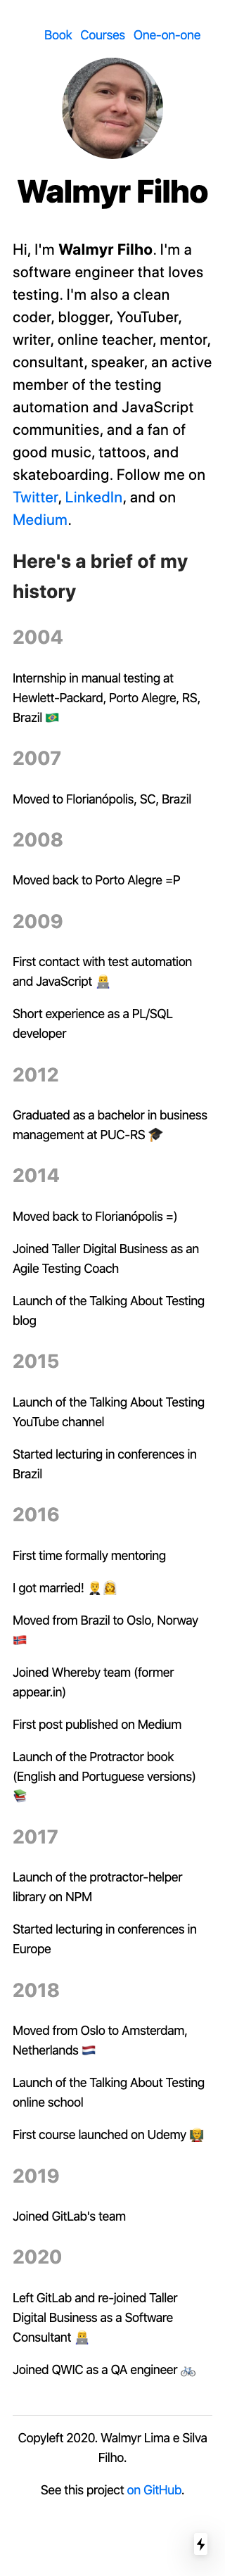 Book Courses One-on-one
Walmyr Filho
Hi, I'm Walmyr Filho. I'm a
software engineer that loves
testing. I'm also a clean
coder, blogger, YouTuber,
writer, online teacher, mentor,
consultant, speaker, an active
member of the testing
automation and JavaScript
communities, and a fan of
good music, tattoos, and
skateboarding. Follow me on
Twitter, LinkedIn, and on
Medium.
Here's a brief of my
history
2004
Internship in manual testing at
Hewlett-Packard, Porto Alegre, RS,
Brazil 🇧🇷
2007
Moved to Florianópolis, SC, Brazil
2008
Moved back to Porto Alegre =P
2009
First contact with test automation
and JavaScript 👨‍💻
Short experience as a PL/SQL
developer
2012
Graduated as a bachelor in business
management at PUC-RS 🎓
2014
Moved back to Florianópolis =)
Joined Taller Digital Business as an
Agile Testing Coach
Launch of the Talking About Testing
blog
2015
Launch of the Talking About Testing
YouTube channel
Started lecturing in conferences in
Brazil
2016
First time formally mentoring
I got married! 🤵👰
Moved from Brazil to Oslo, Norway
🇳🇴
Joined Whereby team (former
appear.in)
First post published on Medium
Launch of the Protractor book
(English and Portuguese versions)
📚
2017
Launch of the protractor-helper
library on NPM
Started lecturing in conferences in
Europe
2018
Moved from Oslo to Amsterdam,
Netherlands 🇳🇱
Launch of the Talking About Testing
online school
First course launched on Udemy 👨‍🏫
2019
Joined GitLab's team
2020
Left GitLab and re-joined Taller
Digital Business as a Software
Consultant 👨‍💻
Joined QWIC as a QA engineer 🚲
Copyleft 2020. Walmyr Lima e Silva
Filho.
See this project on GitHub.